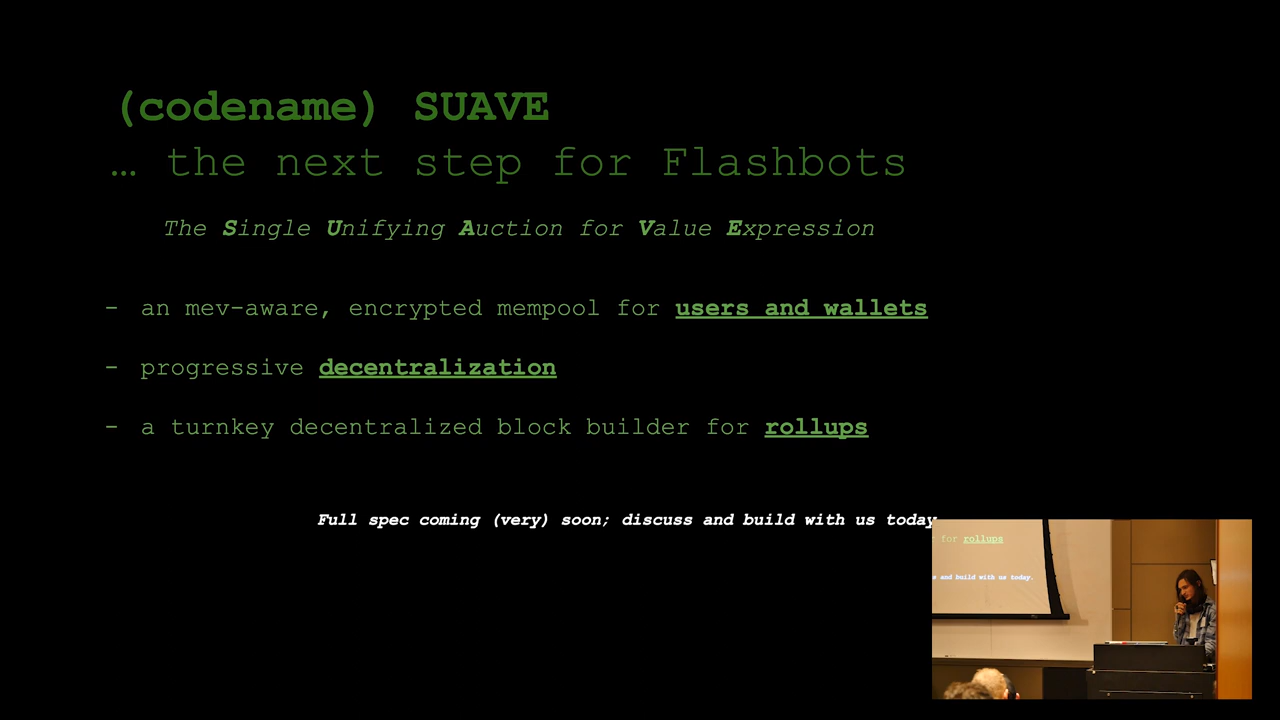 (codename) SUAVE
… the next step for Flashbots
The Single Unifying Auction for Value Expression
- an mev-aware, encrypted mempool for users and wallets
- progressive decentralization
- a turnkey decentralized block builder for rollups
Full spec coming (very) soon; discuss and build with us today.
for rollups
and build with us today.